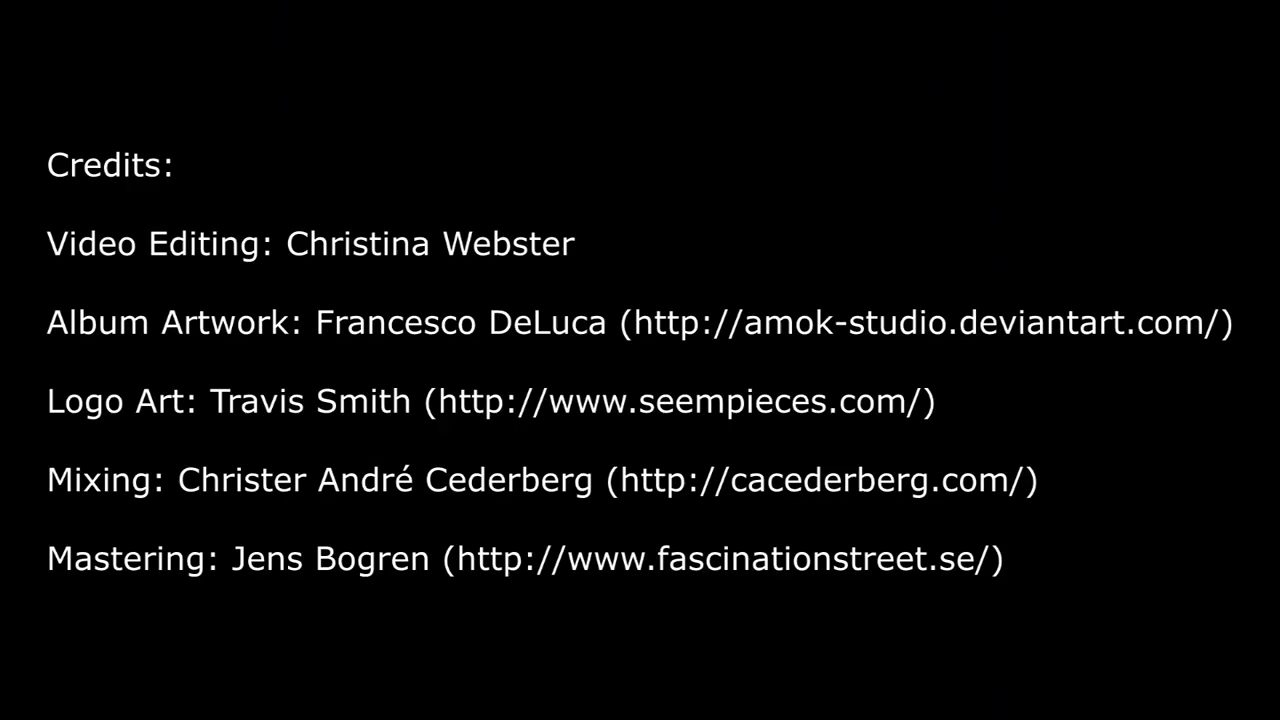 Credits:
Video Editing: Christina Webster
Album Artwork: Francesco DeLuca (http://amok-studio.deviantart.com/)
Logo Art: Travis Smith (http://www.seempieces.com/)
Mixing: Christer André Cederberg (http://cacederberg.com/)
Mastering: Jens Bogren (http://www.fascinationstreet.se/)